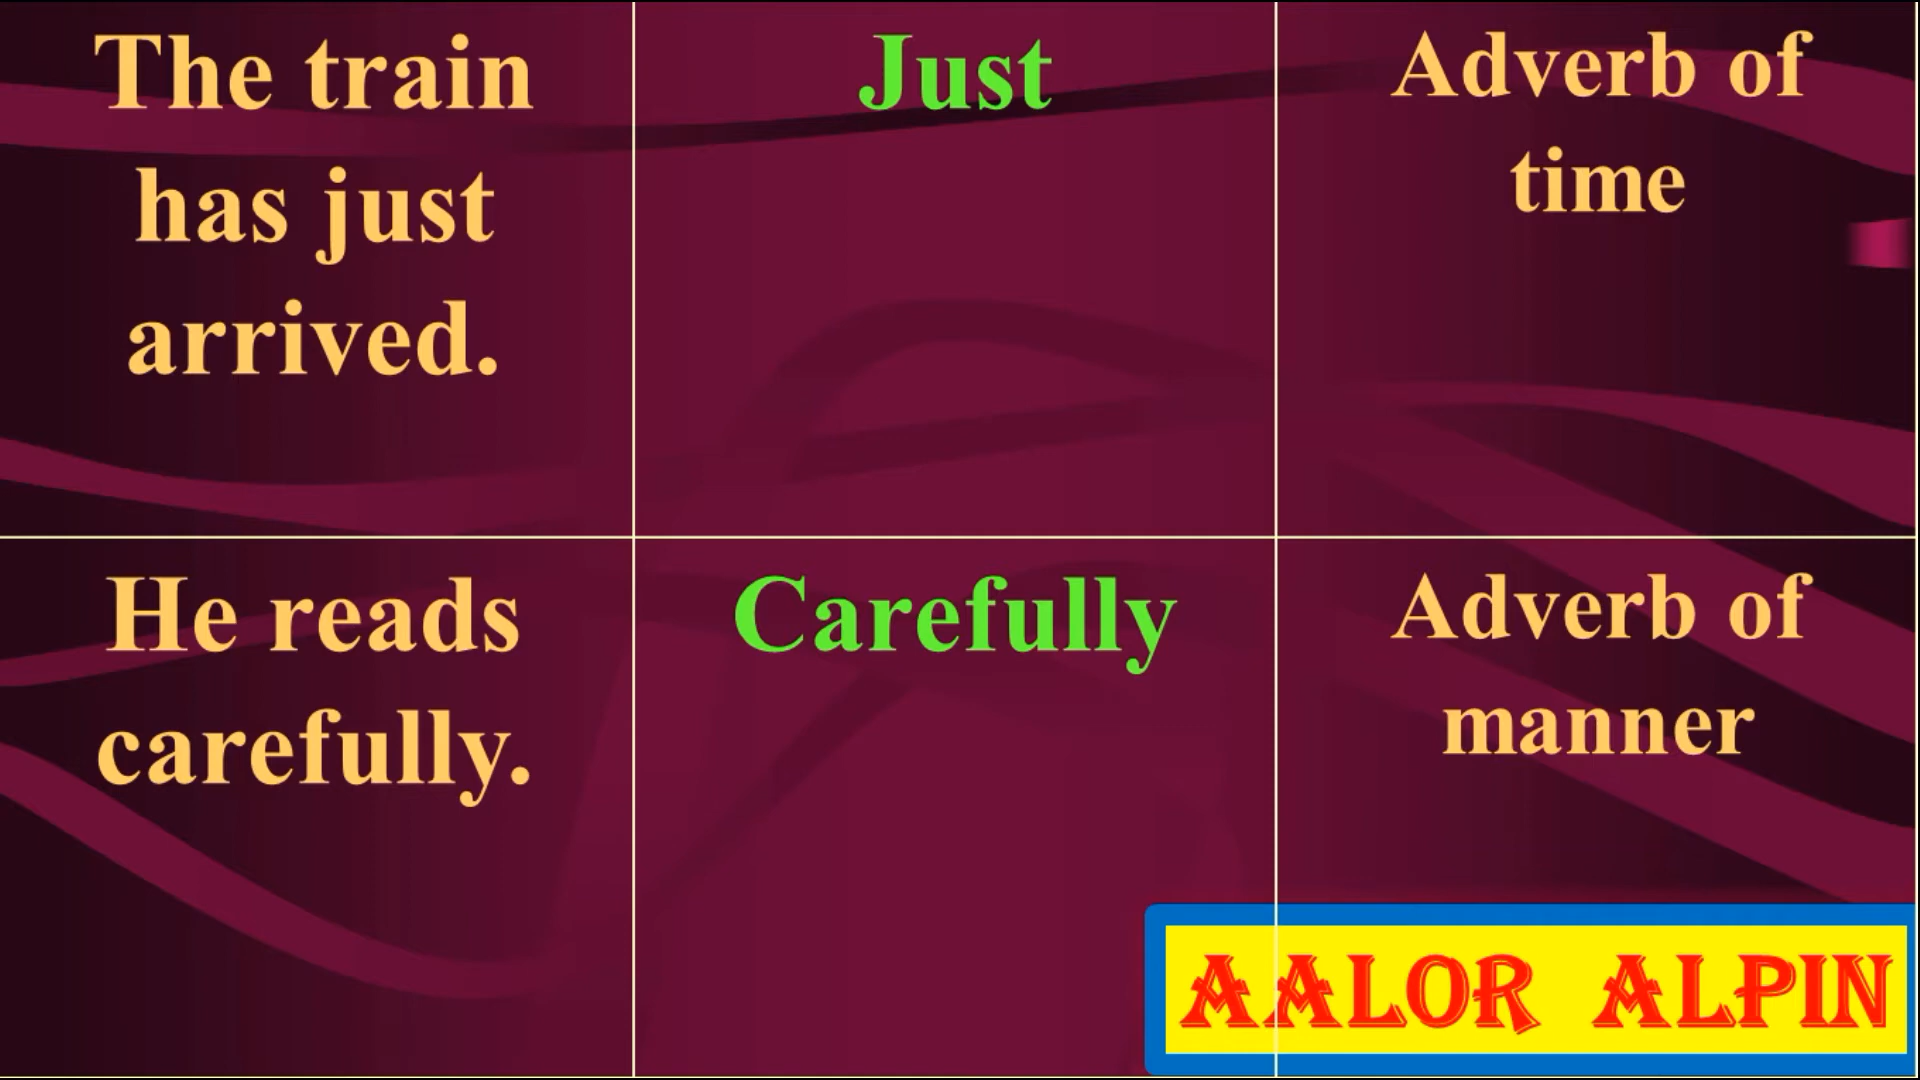 The train
has just
arrived.
Just
Adverb of
time
He reads
carefully.
Carefully
Adverb of
manner
AALOR ALPIN